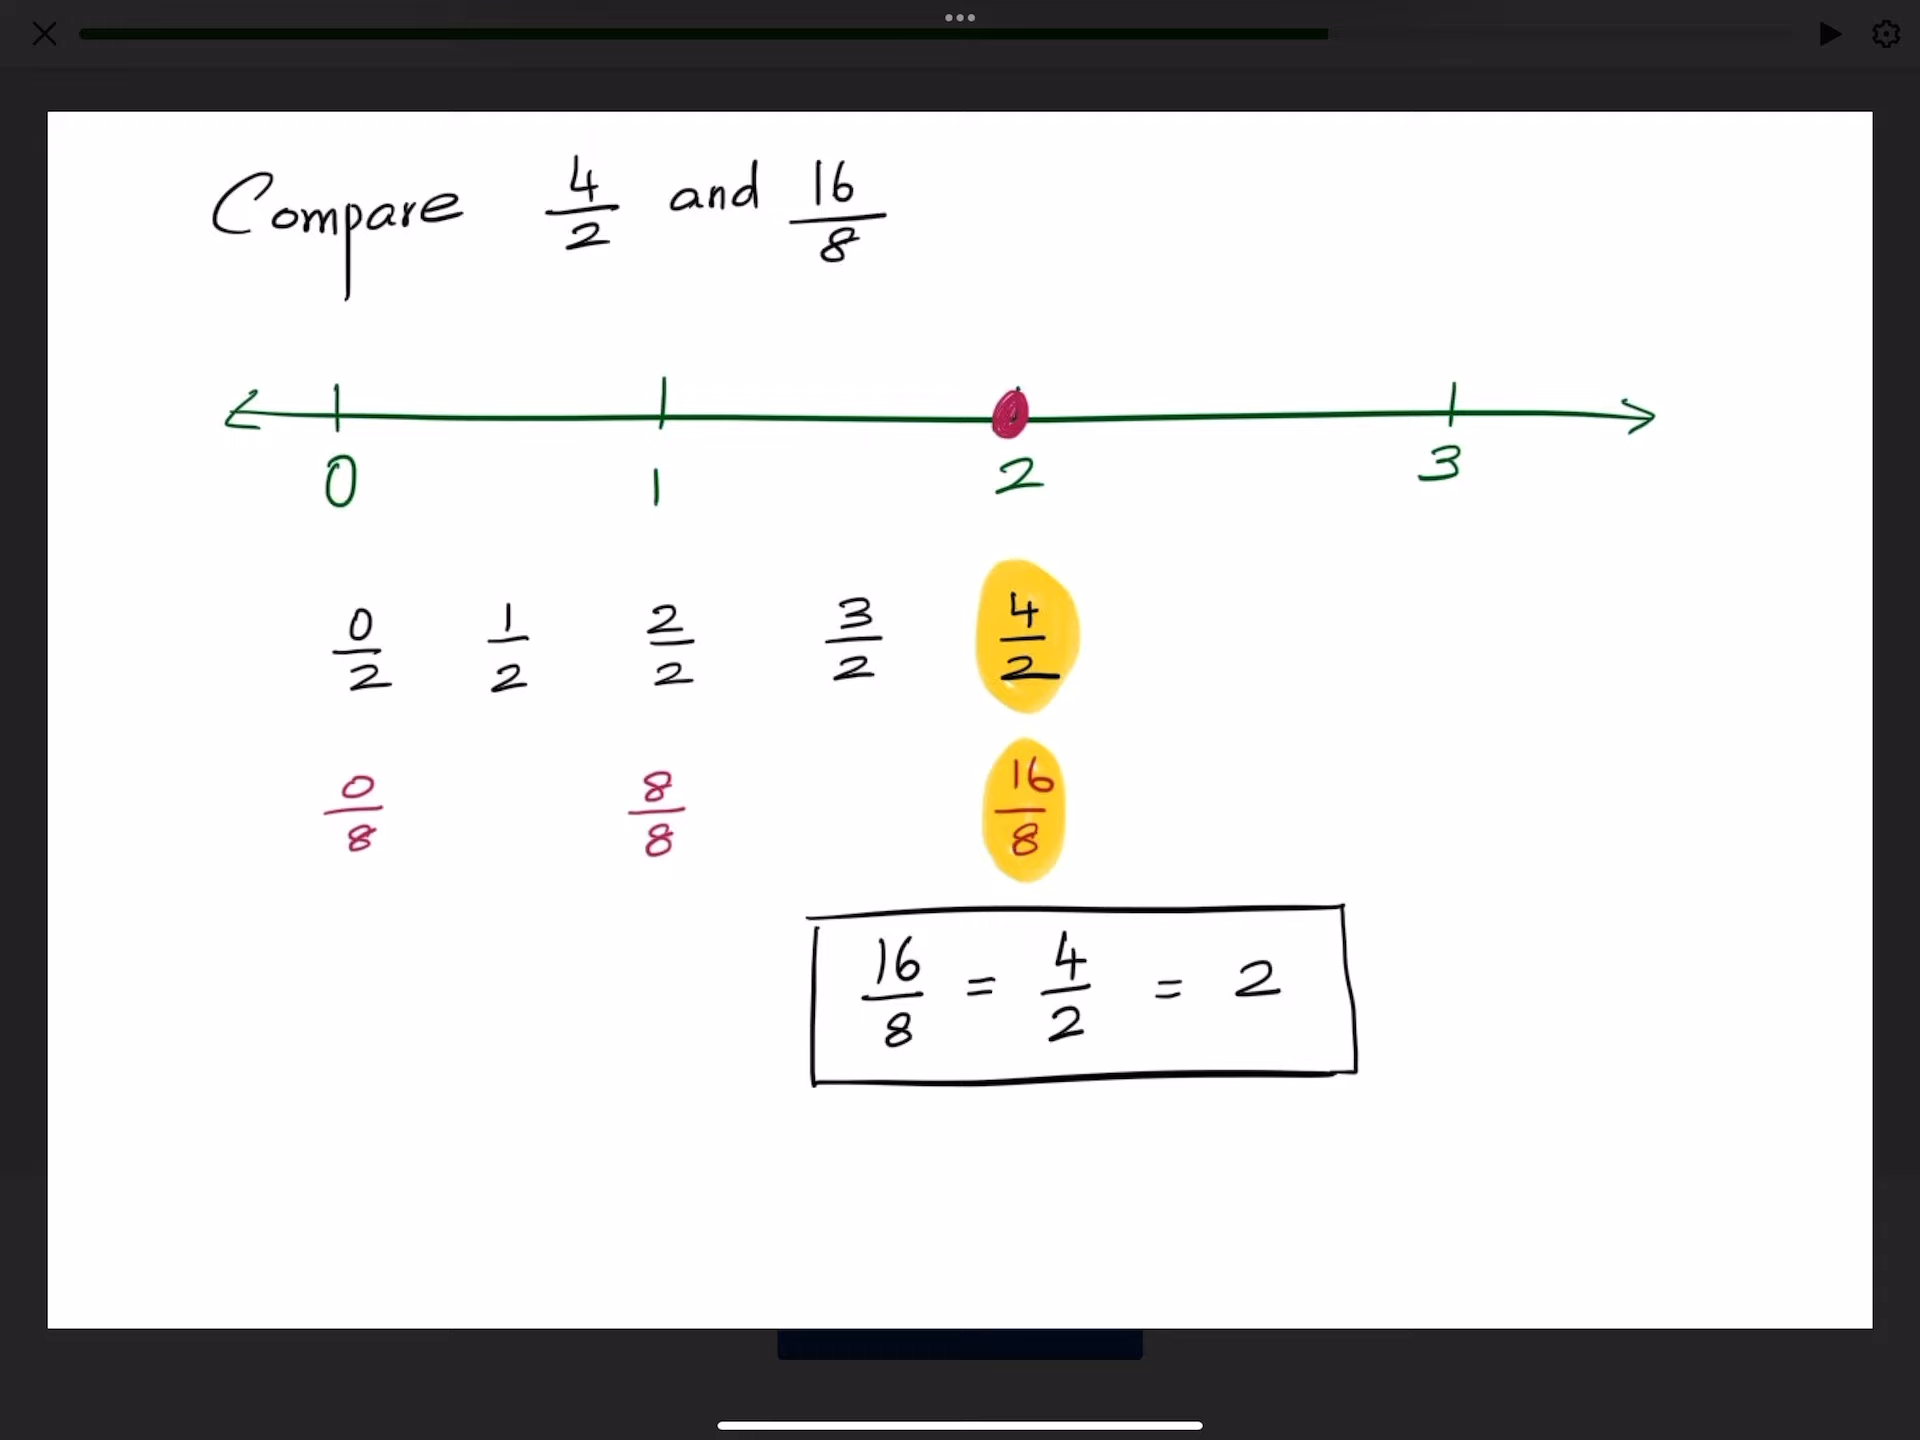 Compare 4/2 and 16/8
0 1 2 3
0/2 1/2 2/2 3/2 4/2
0/8 8/8 16/8
16/8 = 4/2 = 2